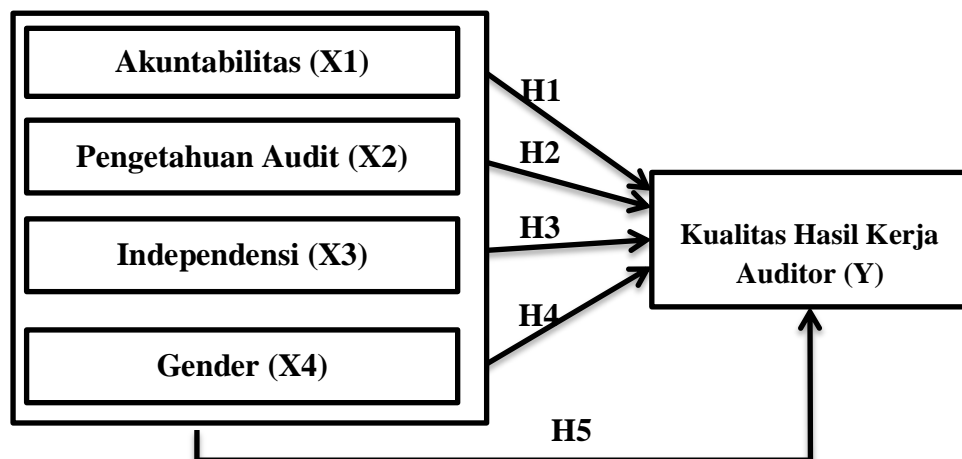 Akuntabilitas (X1)
H1
Pengetahuan Audit (X2)
H2
Independensi (X3)
H3
Kualitas Hasil Kerja
Auditor (Y)
Gender (X4)
H4
H5